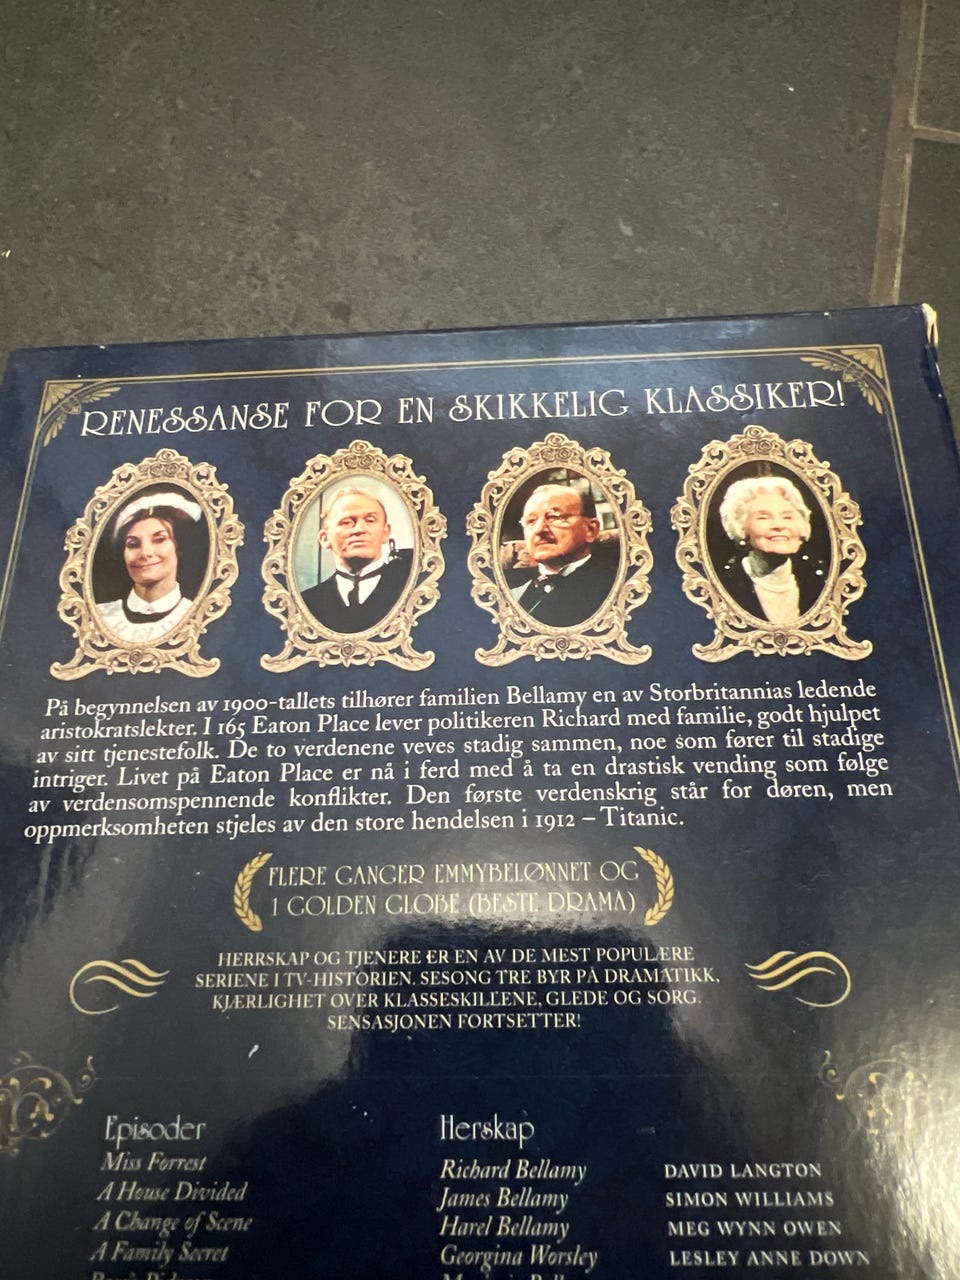 RENESSANSE FOR EN SKIKKELIG KLASSIKER!
På begynnelsen av 1900-tallets tilhører familien Bellamy en av Storbritannias ledende
aristokratslekter. I 165 Eaton Place lever politikeren Richard med familie, godt hjulpet
av sitt tjenestefolk. De to verdenene veves stadig sammen, noe som fører til stadige
intriger. Livet på Eaton Place er nå i ferd med å ta en drastisk vending som følge
av verdensomspennende konflikter. Den første verdenskrig står for døren, men
oppmerksomheten stjeles av den store hendelsen i 1912 – Titanic.
FLERE GANGER EMMYBELØNNET OG
1 GOLDEN GLOBE (BESTE DRAMA)
HERRSKAP OG TJENERE ER EN AV DE MEST POPULÆRE
SERIENE I TV-HISTORIEN. SESONG TRE BYR PÅ DRAMATIKK,
KJÆRLIGHET OVER KLASSESKILLENE, GLEDE OG SORG.
SENSASJONEN FORTSETTER!
Episoder
Miss Forrest
A House Divided
A Change of Scene
A Family Secret
Herskap
Richard Bellamy DAVID LANGTON
James Bellamy SIMON WILLIAMS
Harel Bellamy MEG WYNN OWEN
Georgina Worsley LESLEY ANNE DOWN